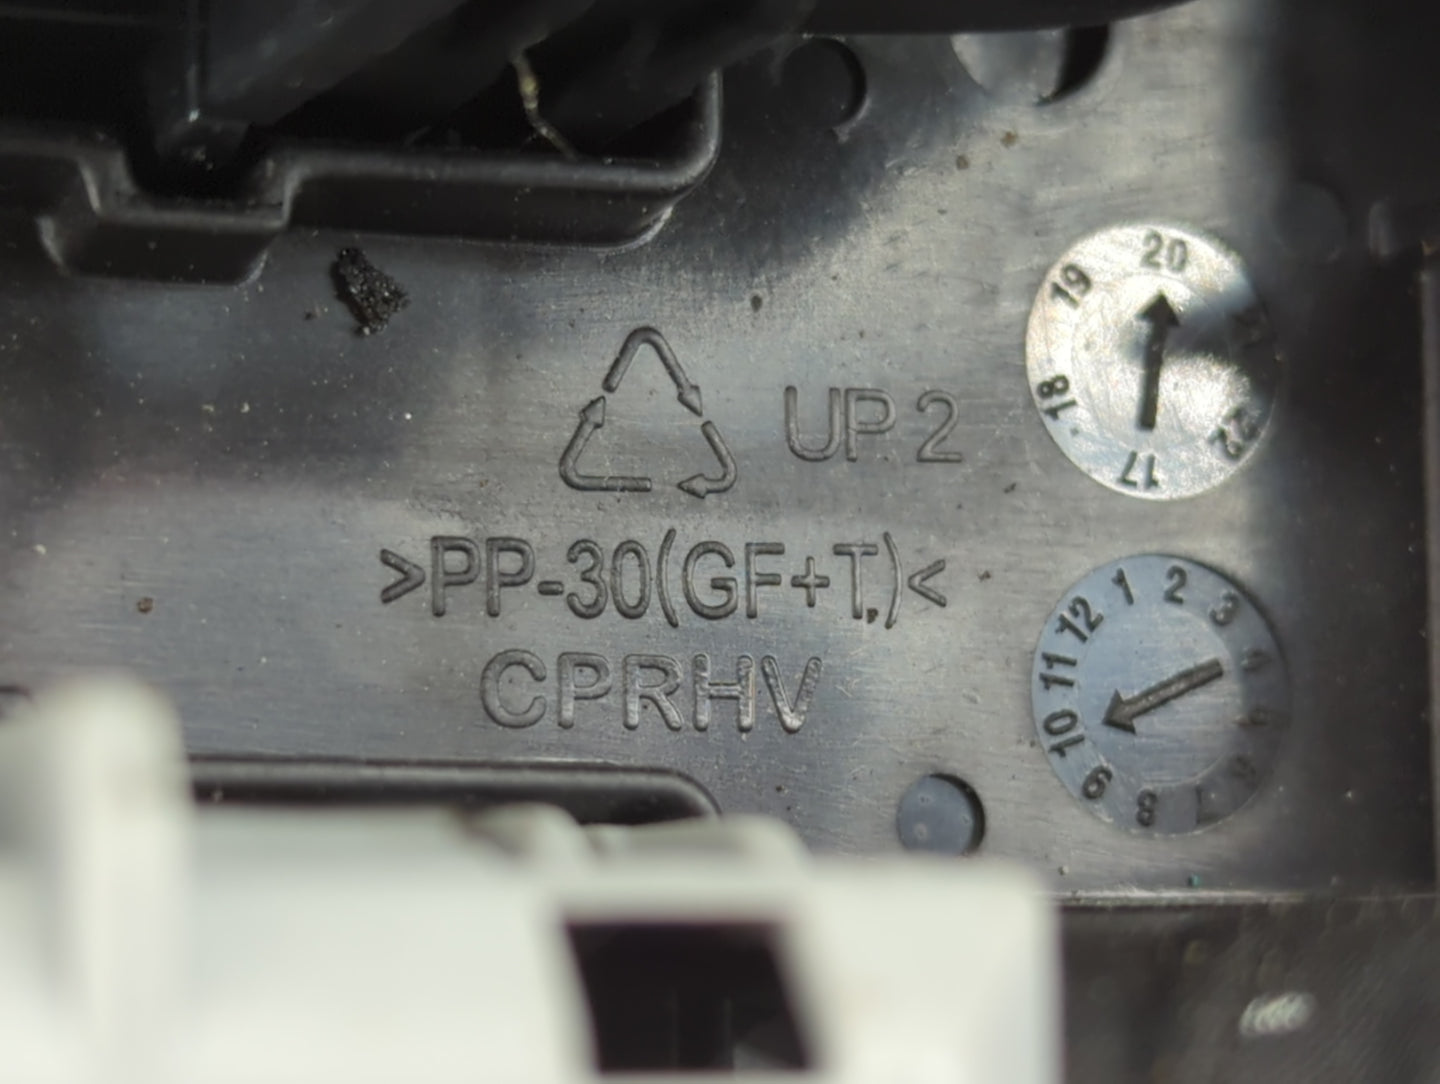 UP. 2
>PP-30(GF+T,)<
CPRHV
17 18 19 20 22
1 2 3 8 9 10 11 12